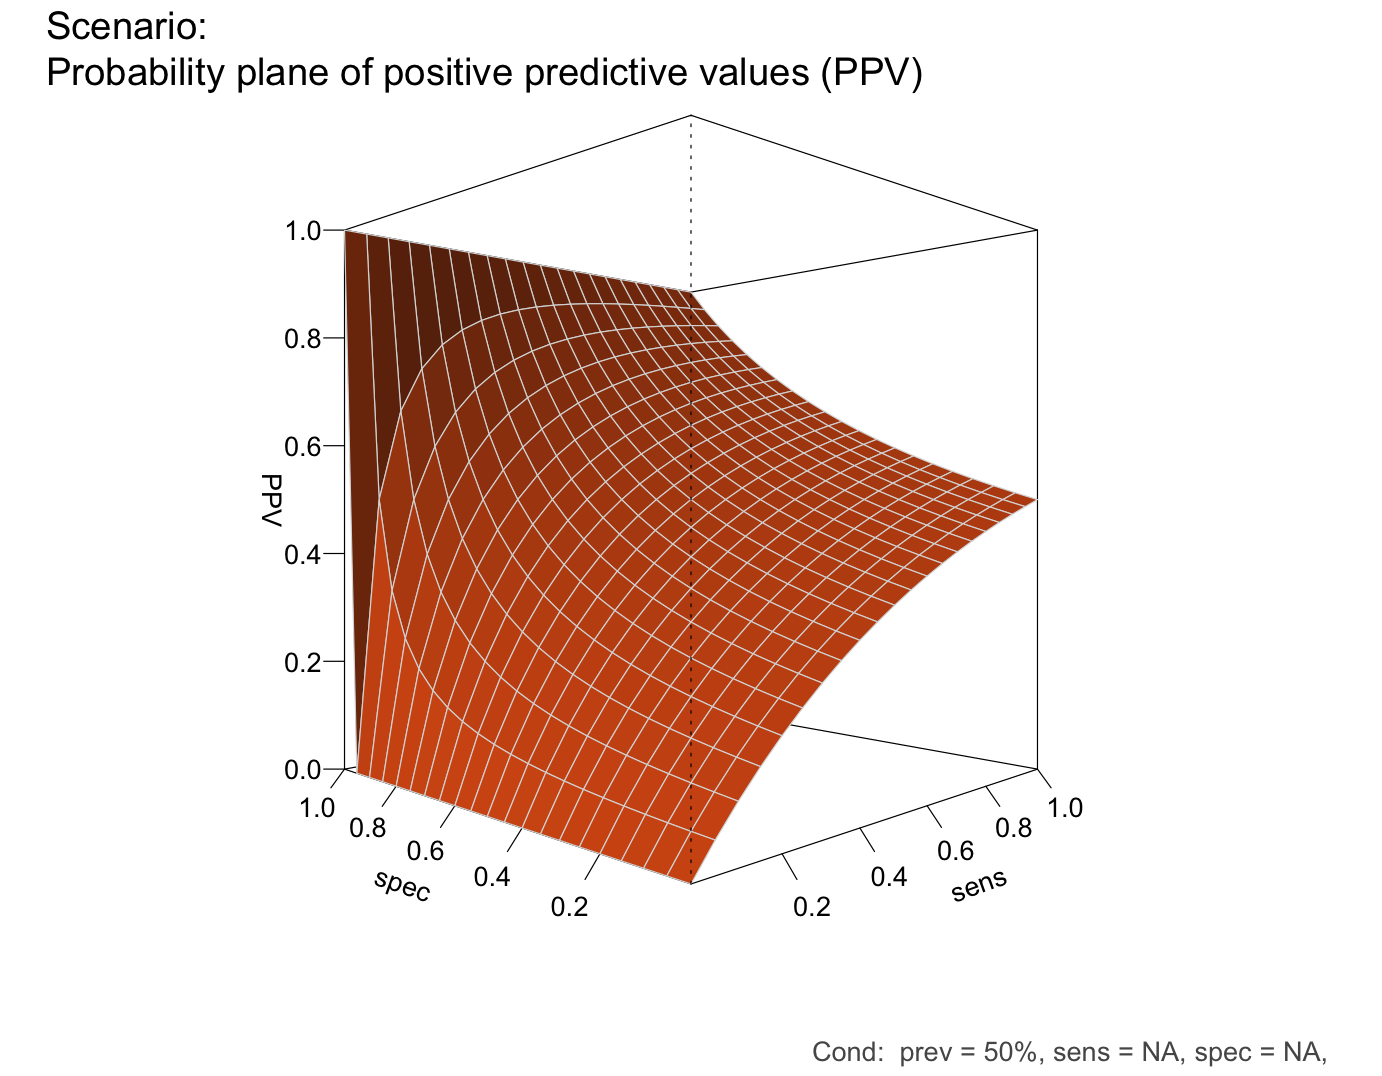 Scenario:
Probability plane of positive predictive values (PPV)
1.0
0.8
0.6
PPV
0.4
0.2
0.0
1.0
0.8
0.6
0.4
0.2
spec
0.2
0.4
0.6
0.8
1.0
sens
Cond:  prev = 50%, sens = NA, spec = NA,